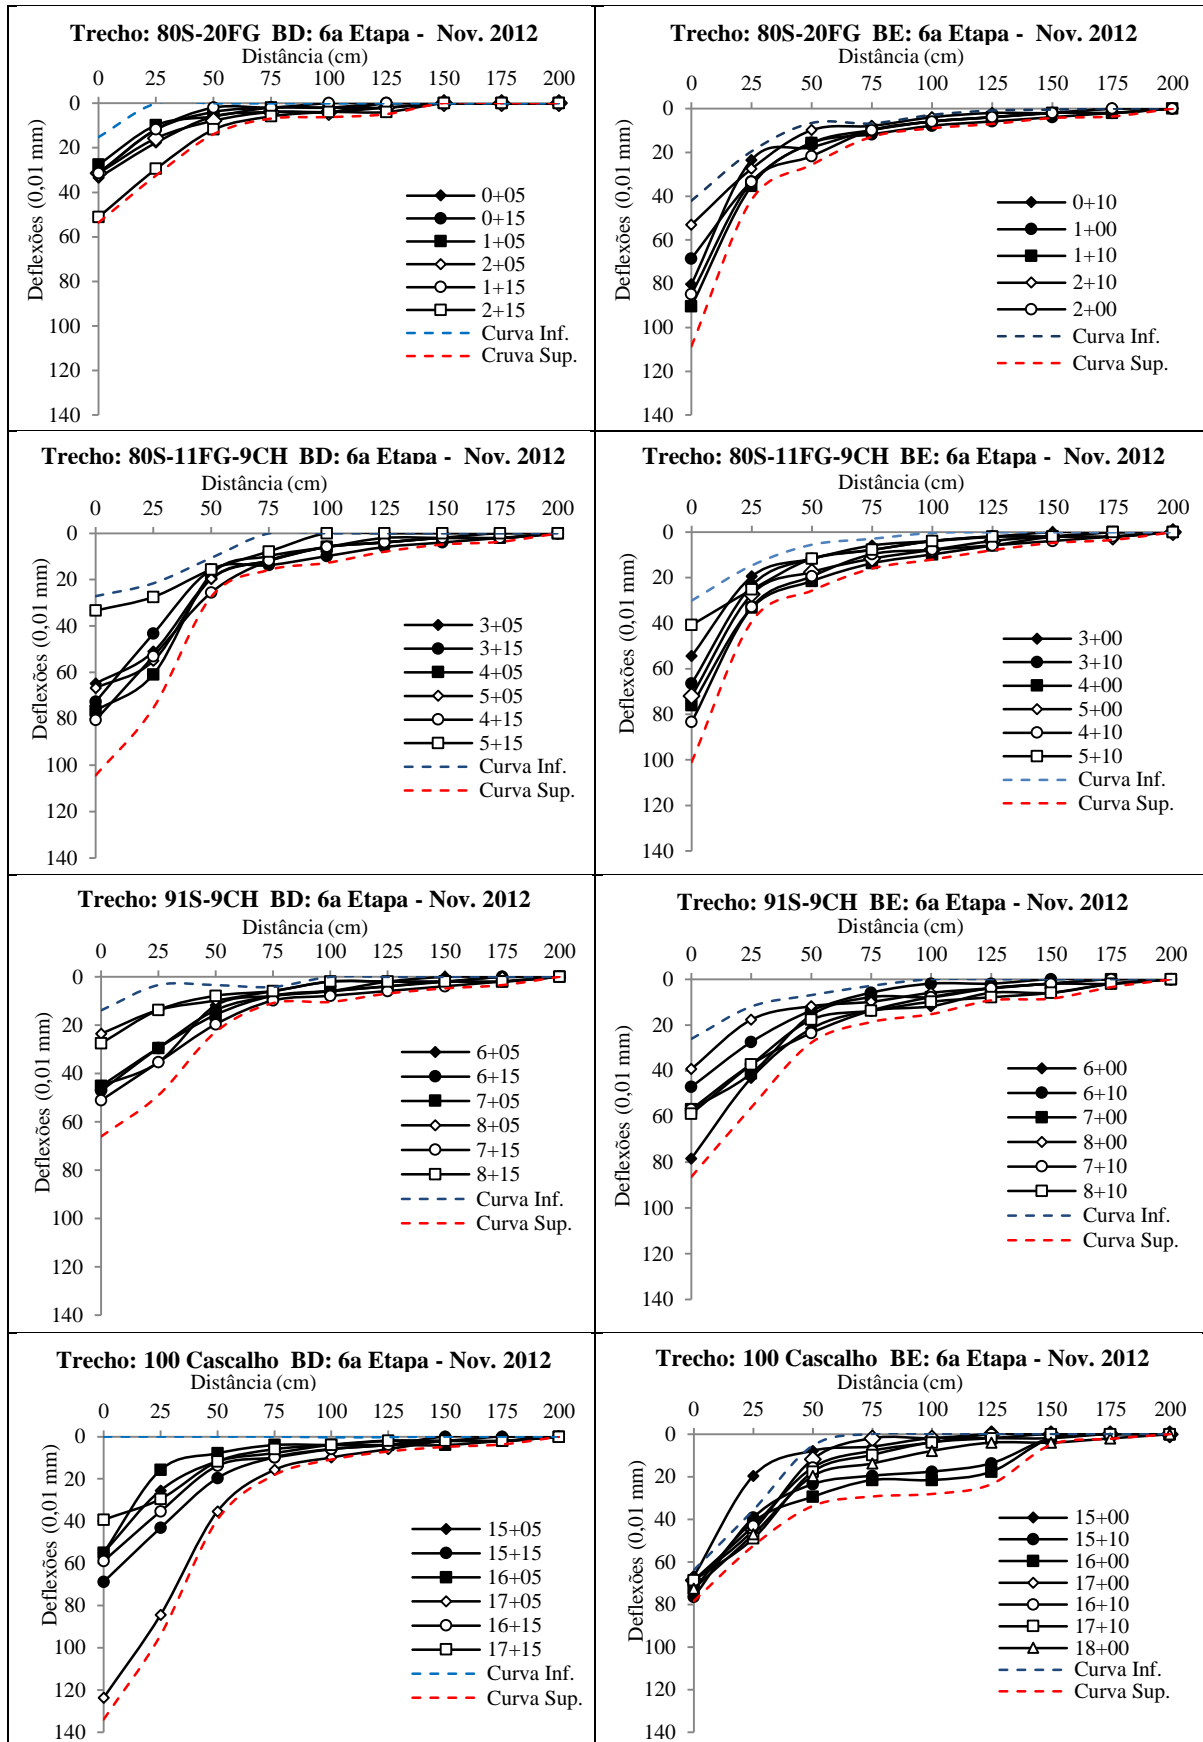 Trecho: 80S-20FG BD: 6a Etapa - Nov. 2012
Distância (cm)
0 25 50 75 100 125 150 175 200
Deflexões (0,01 mm)
0
20
40
60
80
100
120
140
0+05
0+15
1+05
2+05
1+15
2+15
Curva Inf.
Cruva Sup.
Trecho: 80S-20FG BE: 6a Etapa - Nov. 2012
Distância (cm)
0 25 50 75 100 125 150 175 200
Deflexões (0,01 mm)
0
20
40
60
80
100
120
140
0+10
1+00
1+10
2+10
2+00
Curva Inf.
Curva Sup.
Trecho: 80S-11FG-9CH BD: 6a Etapa - Nov. 2012
Distância (cm)
0 25 50 75 100 125 150 175 200
Deflexões (0,01 mm)
0
20
40
60
80
100
120
140
3+05
3+15
4+05
5+05
4+15
5+15
Curva Inf.
Curva Sup.
Trecho: 80S-11FG-9CH BE: 6a Etapa - Nov. 2012
Distância (cm)
0 25 50 75 100 125 150 175 200
Deflexões (0,01 mm)
0
20
40
60
80
100
120
140
3+00
3+10
4+00
5+00
4+10
5+10
Curva Inf.
Curva Sup.
Trecho: 91S-9CH BD: 6a Etapa - Nov. 2012
Distância (cm)
0 25 50 75 100 125 150 175 200
Deflexões (0,01 mm)
0
20
40
60
80
100
120
140
6+05
6+15
7+05
8+05
7+15
8+15
Curva Inf.
Curva Sup.
Trecho: 91S-9CH BE: 6a Etapa - Nov. 2012
Distância (cm)
0 25 50 75 100 125 150 175 200
Deflexões (0,01 mm)
0
20
40
60
80
100
120
140
6+00
6+10
7+00
8+00
7+10
8+10
Curva Inf.
Curva Sup.
Trecho: 100 Cascalho BD: 6a Etapa - Nov. 2012
Distância (cm)
0 25 50 75 100 125 150 175 200
Deflexões (0,01 mm)
0
20
40
60
80
100
120
140
15+05
15+15
16+05
17+05
16+15
17+15
Curva Inf.
Curva Sup.
Trecho: 100 Cascalho BE: 6a Etapa - Nov. 2012
Distância (cm)
0 25 50 75 100 125 150 175 200
Deflexões (0,01 mm)
0
20
40
60
80
100
120
140
15+00
15+10
16+00
17+00
16+10
17+10
18+00
Curva Inf.
Curva Sup.